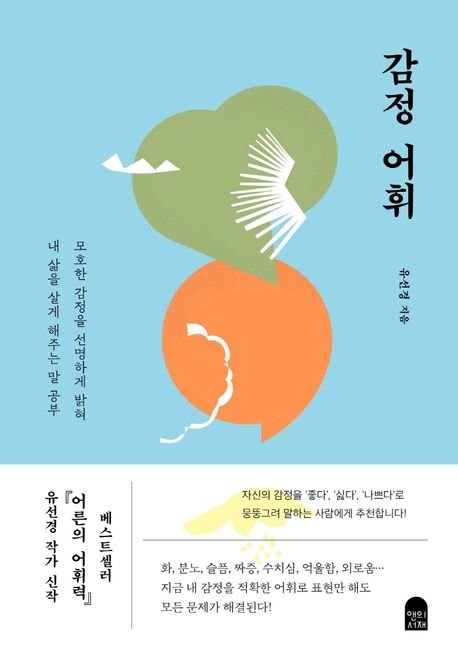 감정 어휘
유선경 지음
모호한 감정을 선명하게 밝혀
내 삶을 살게 해주는 말 공부
베스트셀러
『어른의 어휘력』
유선경 작가 신작
자신의 감정을 ‘좋다’, ‘싫다’, ‘나쁘다’로
뭉뚱그려 말하는 사람에게 추천합니다!
화, 분노, 슬픔, 짜증, 수치심, 억울함, 외로움…
지금 내 감정을 적확한 어휘로 표현만 해도
모든 문제가 해결된다!
앤의
서재